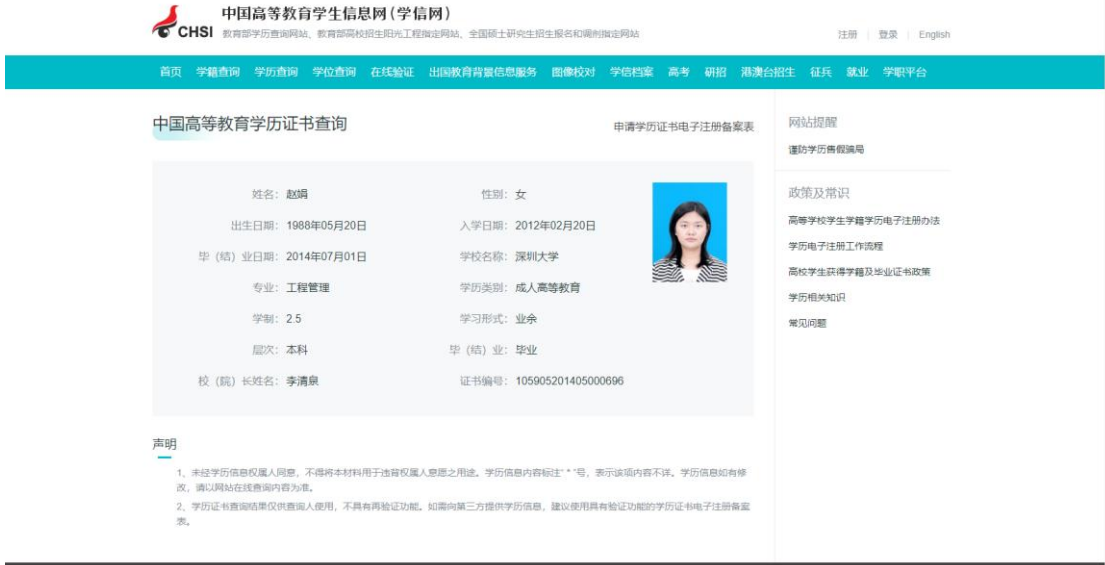 中国高等教育学生信息网(学信网)
CHSI 教育部学历查询网站、教育部高校招生阳光工程指定网站、全国硕士研究生招生报名和调剂指定网站
注册 | 登录 | English
首页 学籍查询 学历查询 学位查询 在线验证 出国教育背景信息服务 图像校对 学信档案 高考 研招 港澳台招生 征兵 就业 学职平台
中国高等教育学历证书查询
申请学历证书电子注册备案表
姓名: 赵娟
性别: 女
出生日期: 1988年05月20日
入学日期: 2012年02月20日
毕 (结) 业日期: 2014年07月01日
学校名称: 深圳大学
专业: 工程管理
学历类别: 成人高等教育
学制: 2.5
学习形式: 业余
层次: 本科
毕 (结) 业: 毕业
校 (院) 长姓名: 李清泉
证书编号: 105905201405000696
声明
1、未经学历信息权属人同意,不得将本材料用于违背权属人意愿之用途。学历信息内容标注“*”号,表示该项内容不详。学历信息如有修
改,请以网站在线查询内容为准。
2、学历证书查询结果仅供查询人使用,不具有再验证功能。如需向第三方提供学历信息,建议使用具有验证功能的学历证书电子注册备案
表。
网站提醒
谨防学历售假骗局
政策及常识
高等学校学生学籍学历电子注册办法
学历电子注册工作流程
高校学生获得学籍及毕业证书政策
学历相关知识
常见问题